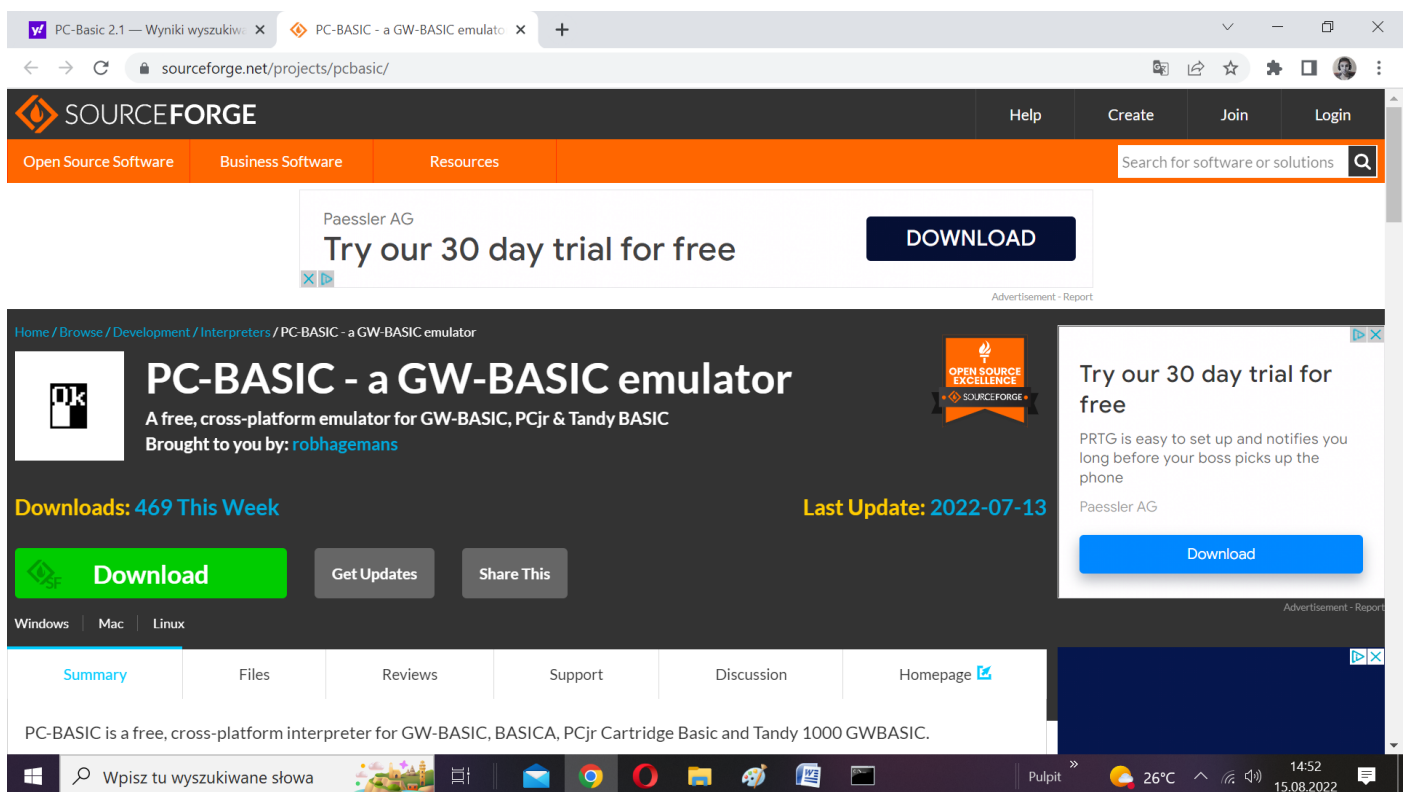 PC-Basic 2.1 — Wyniki wyszukiwa
PC-BASIC - a GW-BASIC emulato
sourceforge.net/projects/pcbasic/
SOURCEFORGE
Help Create Join Login
Open Source Software Business Software Resources
Search for software or solutions
Paessler AG
Try our 30 day trial for free
DOWNLOAD
Advertisement - Report
Home / Browse / Development / Interpreters / PC-BASIC - a GW-BASIC emulator
PC-BASIC - a GW-BASIC emulator
A free, cross-platform emulator for GW-BASIC, PCjr & Tandy BASIC
Brought to you by: robhagemans
OPEN SOURCE
EXCELLENCE
SOURCEFORGE
Try our 30 day trial for
free
PRTG is easy to set up and notifies you
long before your boss picks up the
phone
Paessler AG
Download
Advertisement - Report
Downloads: 469 This Week
Last Update: 2022-07-13
SF
Download
Get Updates
Share This
Windows Mac Linux
Summary Files Reviews Support Discussion Homepage
PC-BASIC is a free, cross-platform interpreter for GW-BASIC, BASICA, PCjr Cartridge Basic and Tandy 1000 GWBASIC.
Wpisz tu wyszukiwane słowa
Pulpit
26°C
14:52
15.08.2022